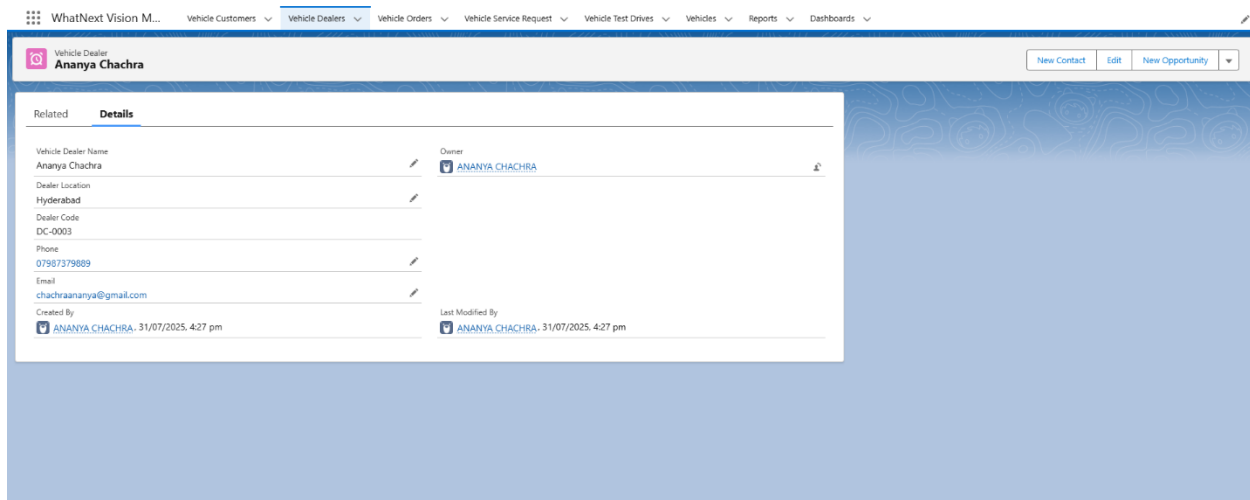 WhatNext Vision M... Vehicle Customers Vehicle Dealers Vehicle Orders Vehicle Service Request Vehicle Test Drives Vehicles Reports Dashboards
Vehicle Dealer
Ananya Chachra
New Contact Edit New Opportunity
Related Details
Vehicle Dealer Name
Ananya Chachra
Owner
ANANYA CHACHRA
Dealer Location
Hyderabad
Dealer Code
DC-0003
Phone
07987379889
Email
chachraananya@gmail.com
Created By
ANANYA CHACHRA, 31/07/2025, 4:27 pm
Last Modified By
ANANYA CHACHRA, 31/07/2025, 4:27 pm